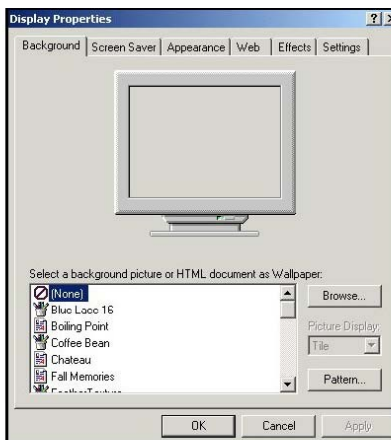 Display Properties
Background Screen Saver Appearance Web Effects Settings
Select a background picture or HTML document as Wallpaper:
(None)
Blue Lace 16
Boiling Point
Coffee Bean
Chateau
Fall Memories
FeatherTexture
Browse...
Picture Display:
Tile
Pattern...
OK Cancel Apply